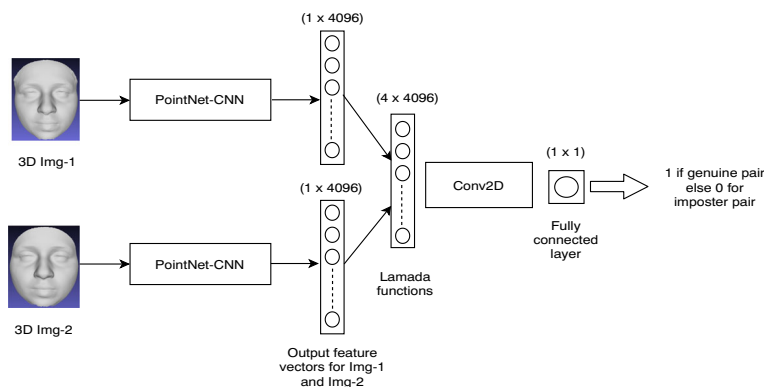 (1 x 4096)
PointNet-CNN
3D Img-1
(4 x 4096)
(1 x 4096)
Conv2D
(1 x 1)
1 if genuine pair
else 0 for
imposter pair
Fully
connected
layer
PointNet-CNN
3D Img-2
Lamada
functions
Output feature
vectors for Img-1
and Img-2